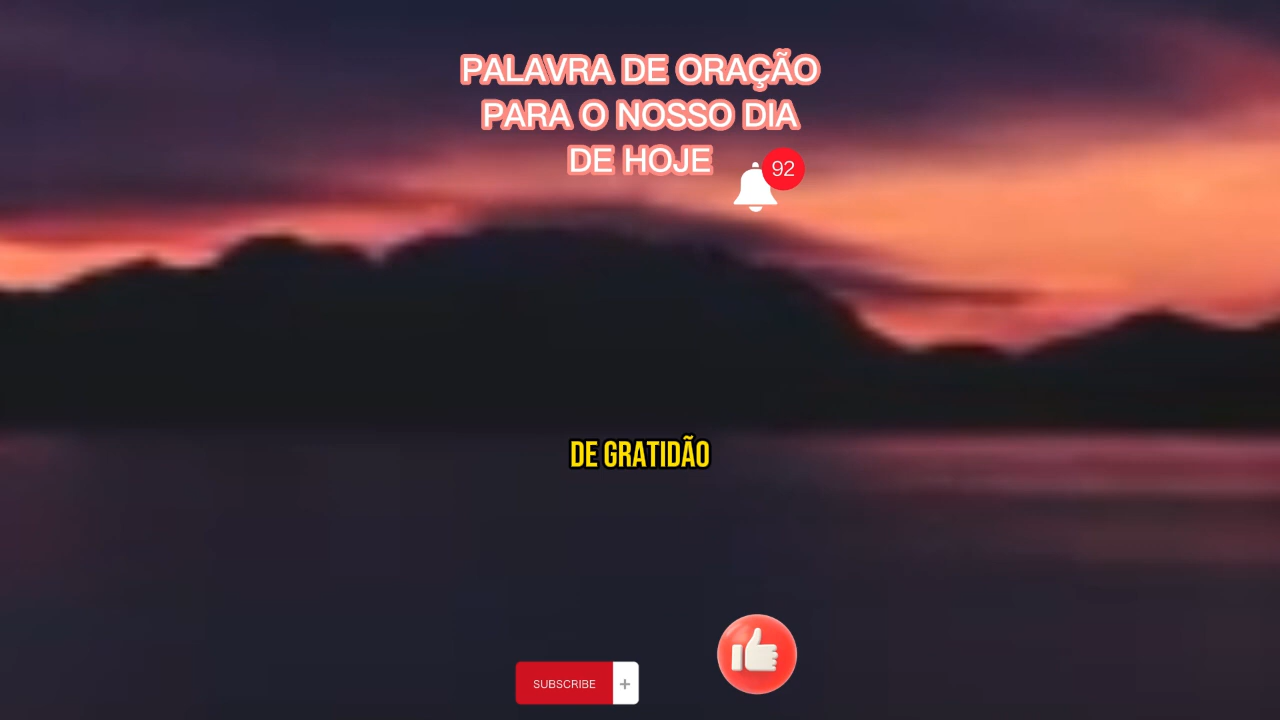 PALAVRA DE ORAÇÃO
PARA O NOSSO DIA
DE HOJE
92
DE GRATIDÃO
SUBSCRIBE +